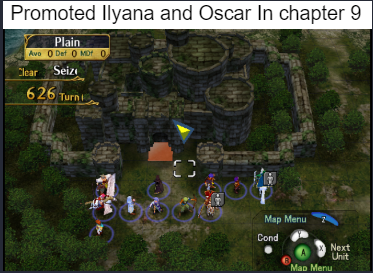 Promoted Ilyana and Oscar In chapter 9
Plain
Avo 0 Def 0 MDf 0
Clear Seize
626 Turn
Map Menu Z
Cond
Y
X
Next
Unit
B A
Map Menu